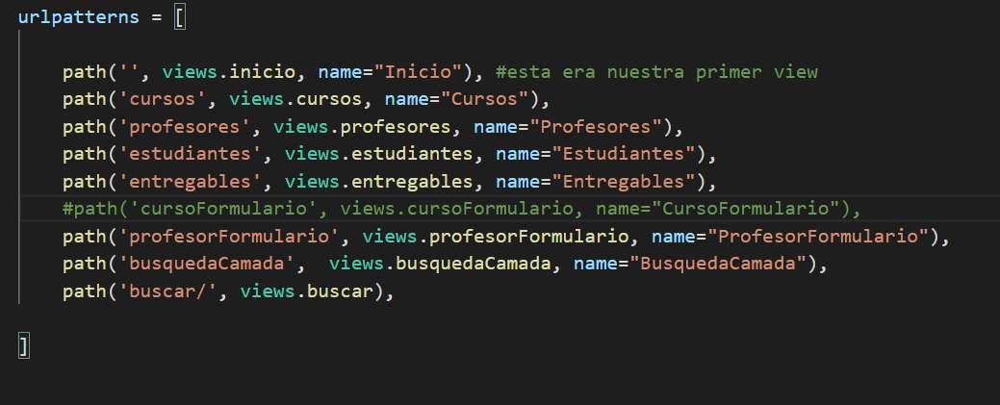 urlpatterns = [
path('', views.inicio, name="Inicio"), #esta era nuestra primer view
path('cursos', views.cursos, name="Cursos"),
path('profesores', views.profesores, name="Profesores"),
path('estudiantes', views.estudiantes, name="Estudiantes"),
path('entregables', views.entregables, name="Entregables"),
#path('cursoFormulario', views.cursoFormulario, name="CursoFormulario"),
path('profesorFormulario', views.profesorFormulario, name="ProfesorFormulario"),
path('busquedaCamada',  views.busquedaCamada, name="BusquedaCamada"),
path('buscar/', views.buscar),
]